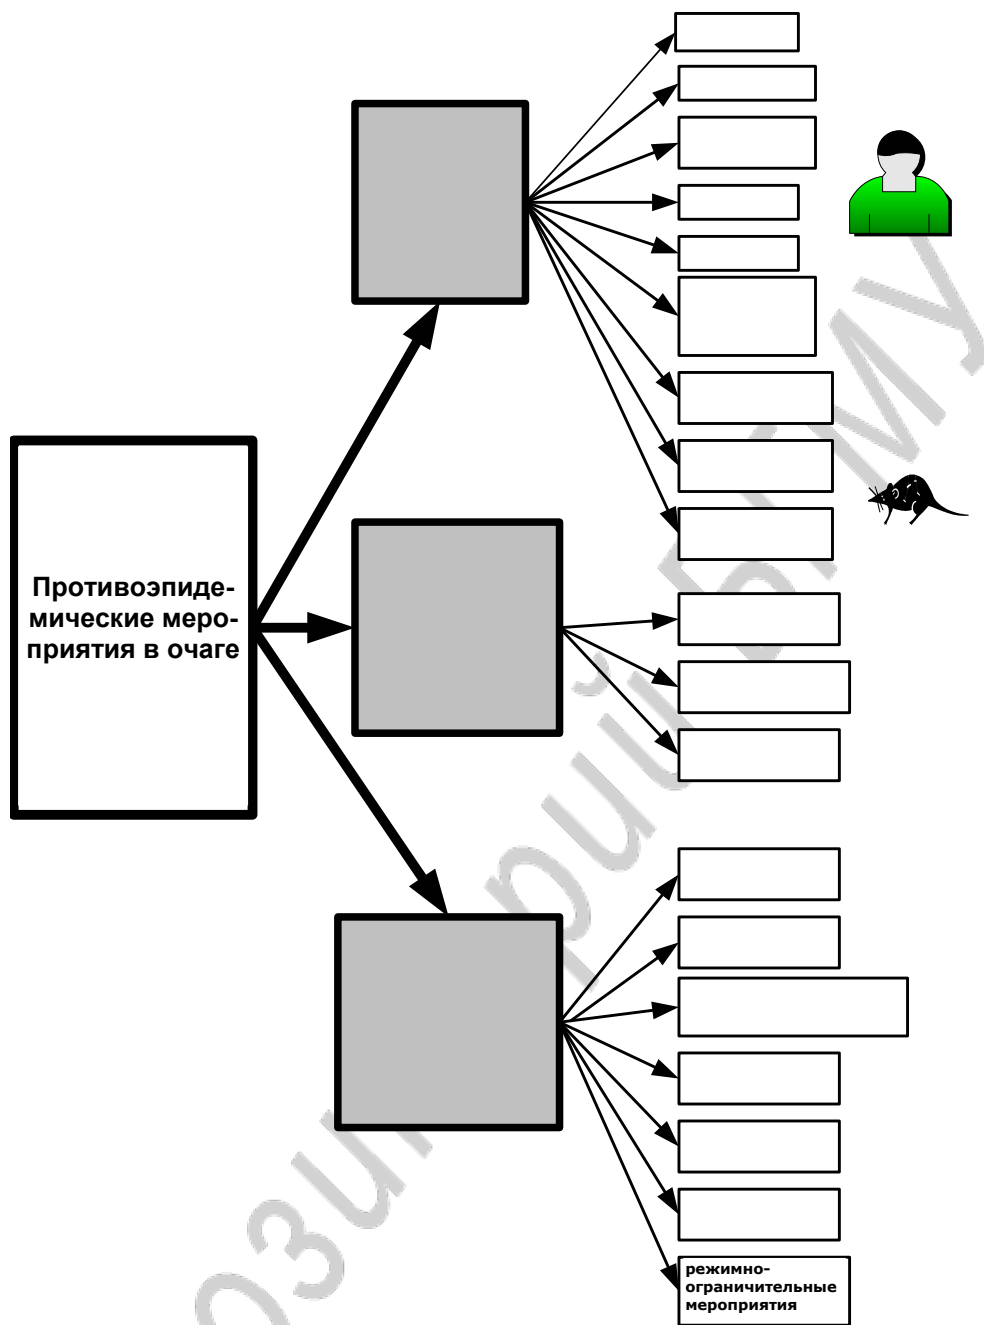 Противоэпиде-
мические меро-
приятия в очаге
режимно-
ограничительные
мероприятия